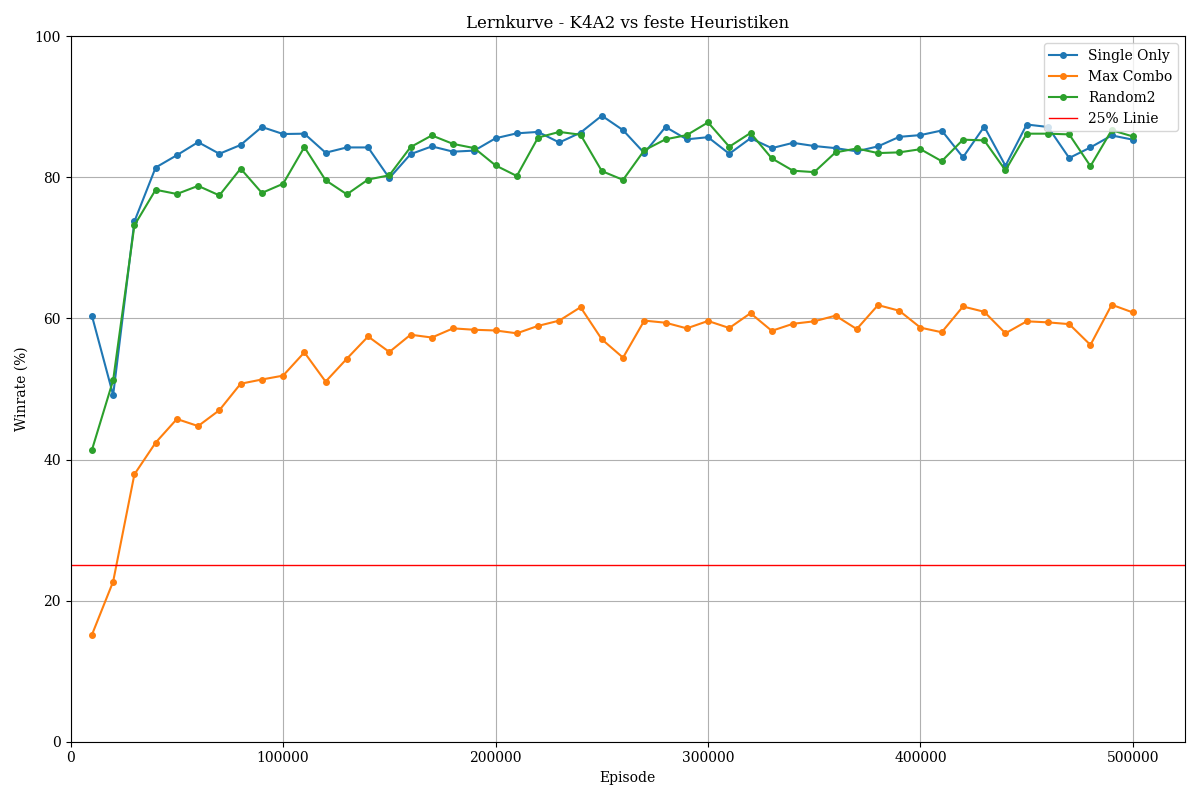 Lernkurve - K4A2 vs feste Heuristiken
100
80
60
40
20
0
Winrate (%)
Single Only
Max Combo
Random2
25% Linie
0
100000
200000
300000
400000
500000
Episode